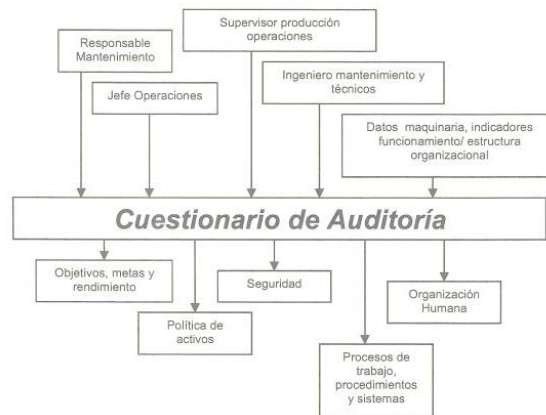 Supervisor producción
operaciones
Responsable
Mantenimiento
Ingeniero mantenimiento y
técnicos
Jefe Operaciones
Datos maquinaria, indicadores
funcionamiento/ estructura
organizacional
Cuestionario de Auditoría
Objetivos, metas y
rendimiento
Seguridad
Organización
Humana
Política de
activos
Procesos de
trabajo,
procedimientos
y sistemas